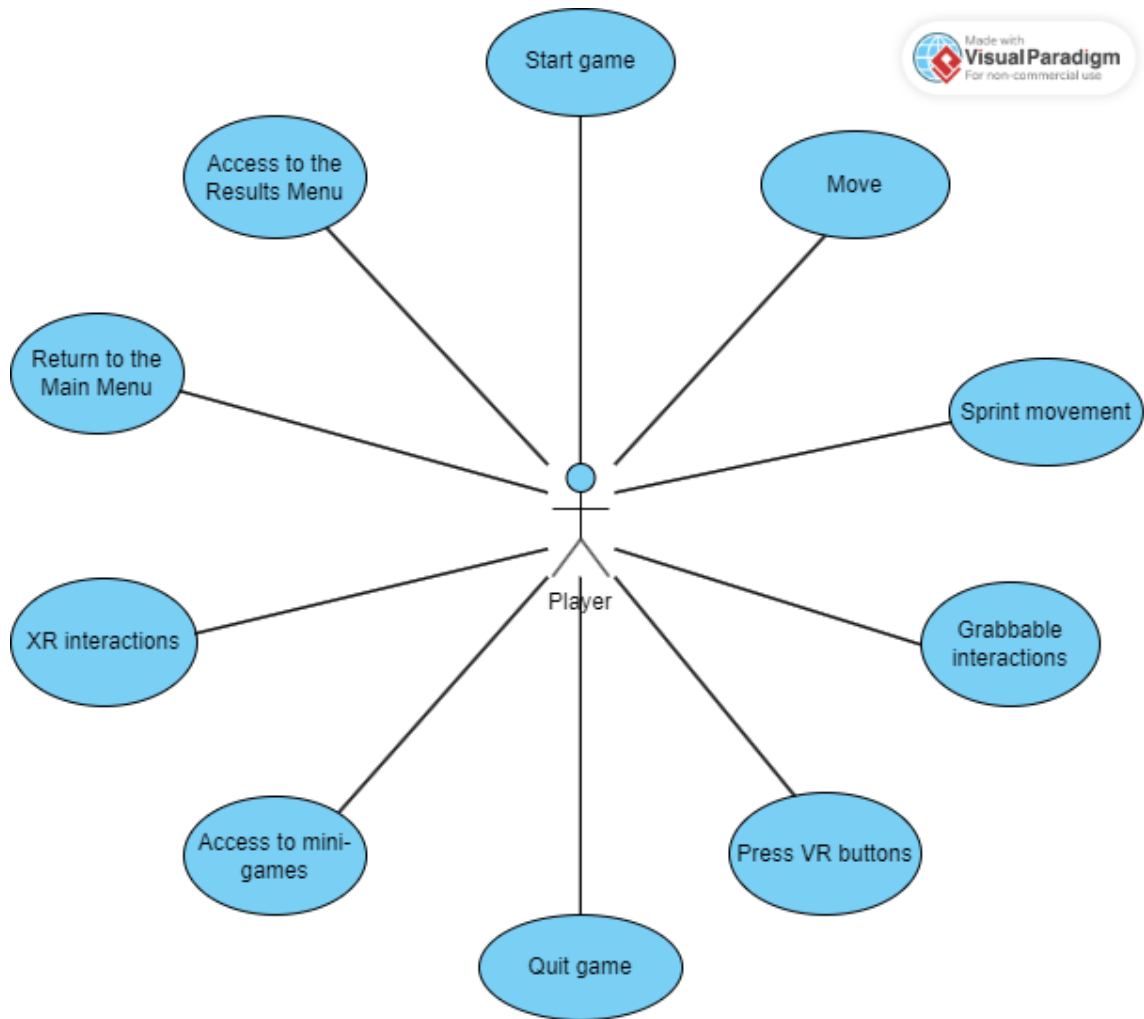 Start game
Made with
Visual Paradigm
For non-commercial use
Access to the
Results Menu
Move
Return to the
Main Menu
Sprint movement
Player
XR interactions
Grabbable
interactions
Access to mini-
games
Press VR buttons
Quit game